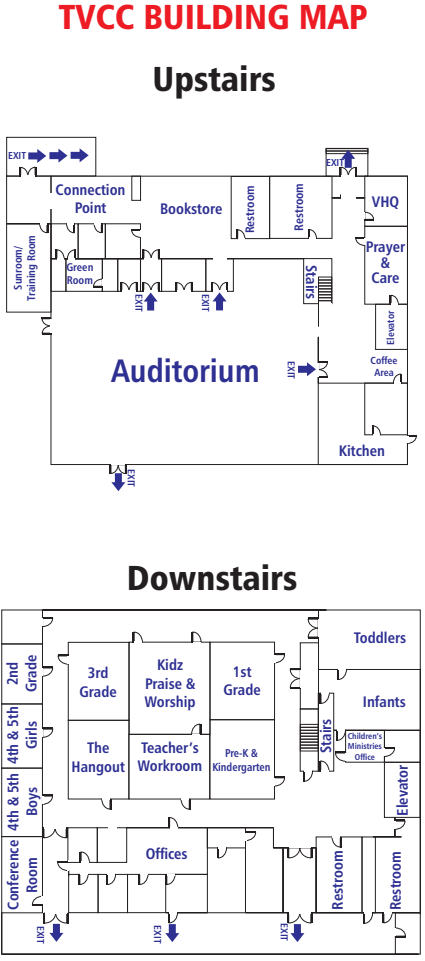 TVCC BUILDING MAP
Upstairs
EXIT
EXIT
Connection
Point
Bookstore
Restroom
Restroom
VHQ
Sunroom/
Training Room
Green
Room
Prayer
&
Care
Stairs
EXIT
EXIT
Elevator
Auditorium
EXIT
Coffee
Area
Kitchen
EXIT
Downstairs
Toddlers
2nd
Grade
3rd
Grade
Kidz
Praise &
Worship
1st
Grade
Infants
4th & 5th
Girls
Stairs
Children's
Ministries
Office
The
Hangout
Teacher's
Workroom
Pre-K &
Kindergarten
4th & 5th
Boys
Elevator
Conference
Room
Offices
Restroom
Restroom
EXIT
EXIT
EXIT